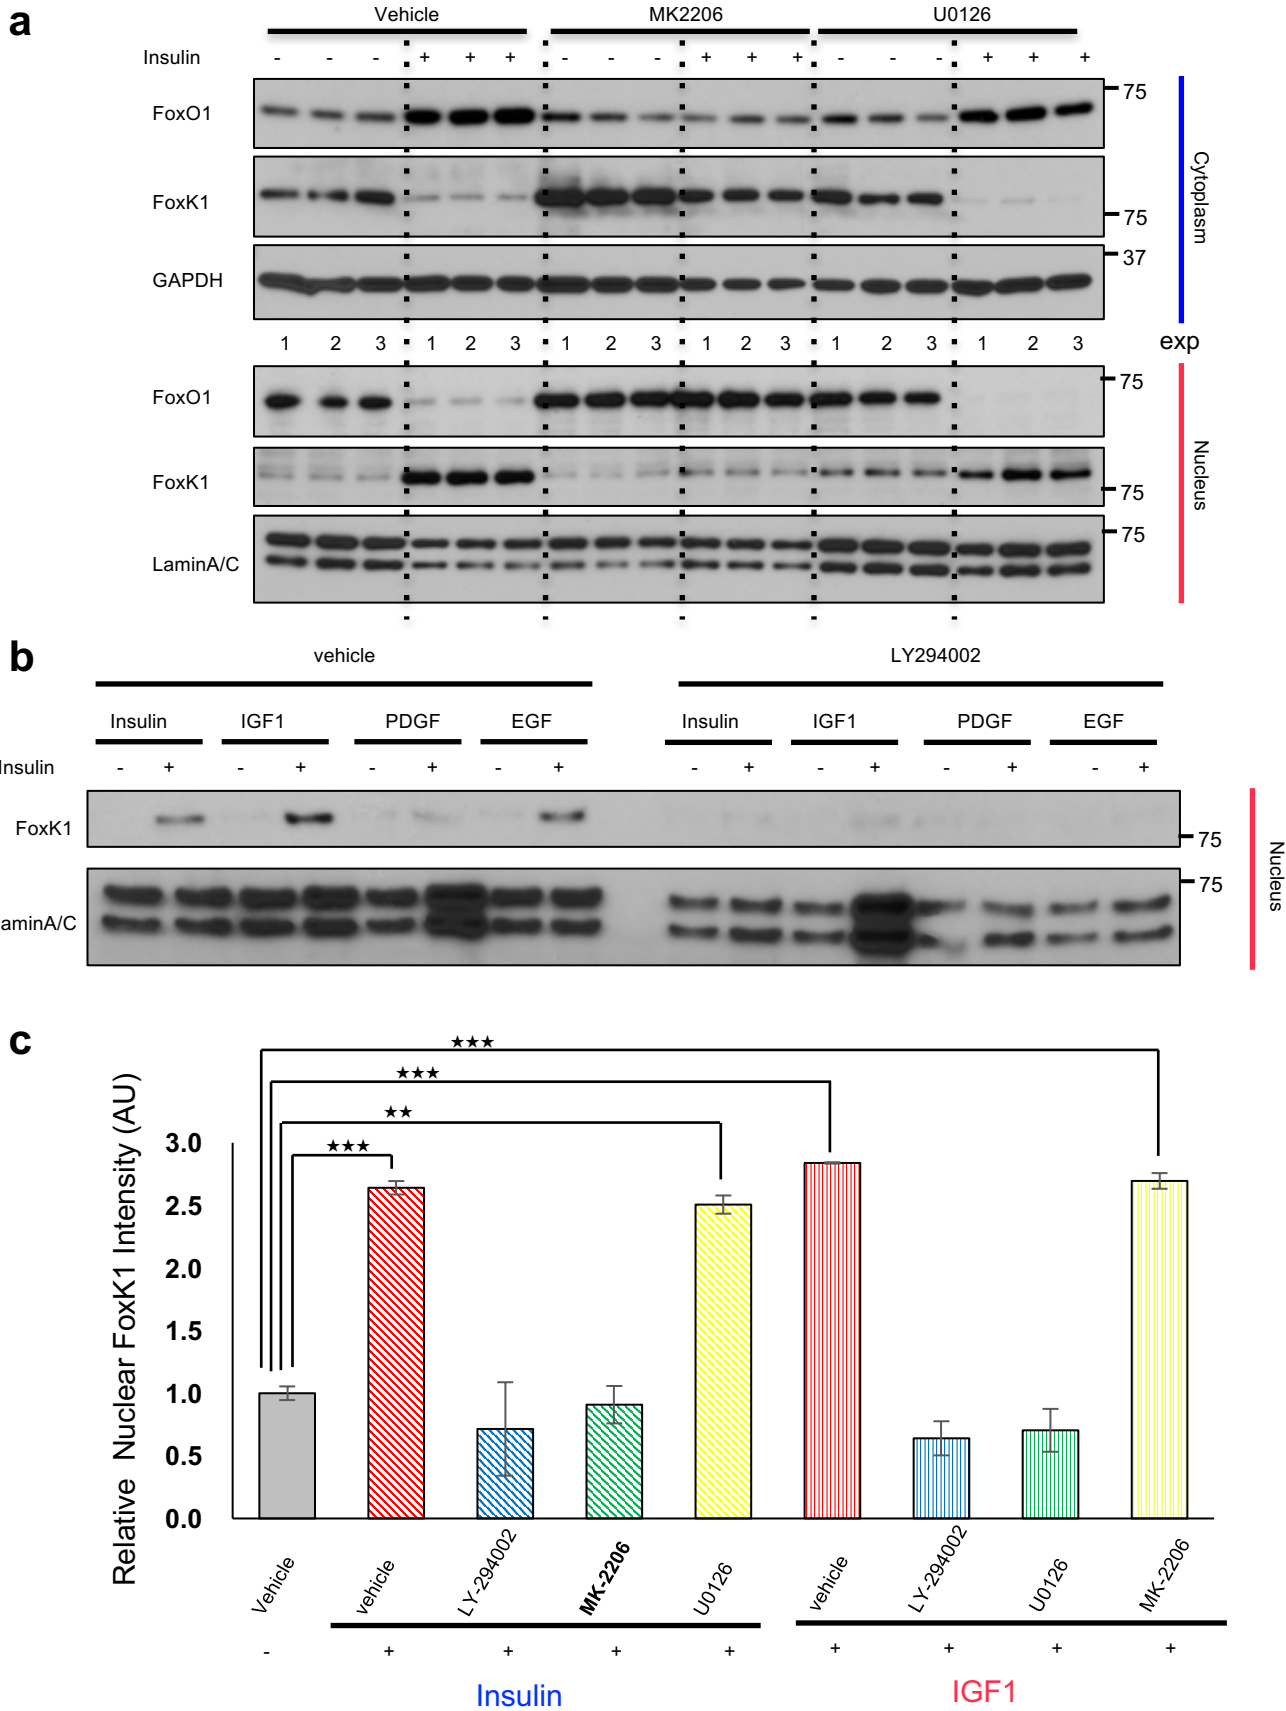 a
Vehicle MK2206 U0126
Insulin - - - + + + - - - + + + - - - + + +
FoxO1 75
FoxK1 75
GAPDH 37
Cytoplasm
1 2 3 1 2 3 1 2 3 1 2 3 1 2 3 1 2 3 exp
FoxO1 75
FoxK1 75
LaminA/C 75
Nucleus
b
vehicle LY294002
Insulin IGF1 PDGF EGF Insulin IGF1 PDGF EGF
nsulin - + - + - + - + - + - + - + - +
FoxK1 75
aminA/C 75
Nucleus
c
★★★
★★★
★★
★★★
Relative Nuclear FoxK1 Intensity (AU)
3.0
2.5
2.0
1.5
1.0
0.5
0.0
Vehicle vehicle LY-294002 MK-2206 U0126 vehicle LY-294002 U0126 MK-2206
- + + + + + + + +
Insulin IGF1